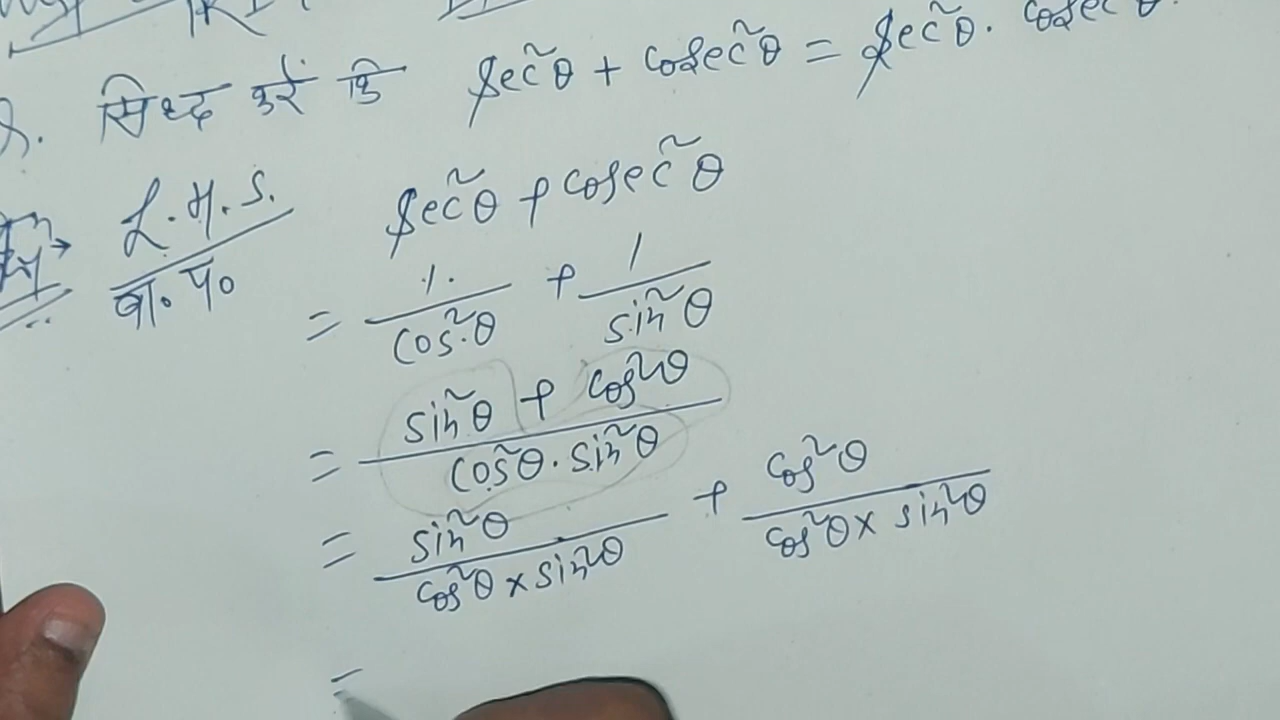 सिध्द करें कि sec²θ + cosec²θ = sec²θ. cosec²θ.
L.H.S. sec²θ + cosec²θ
बा. प०
= 1/cos²θ + 1/sin²θ
= sin²θ + cos²θ / cos²θ . sin²θ
= sin²θ / cos²θ × sin²θ + cos²θ / cos²θ × sin²θ
=